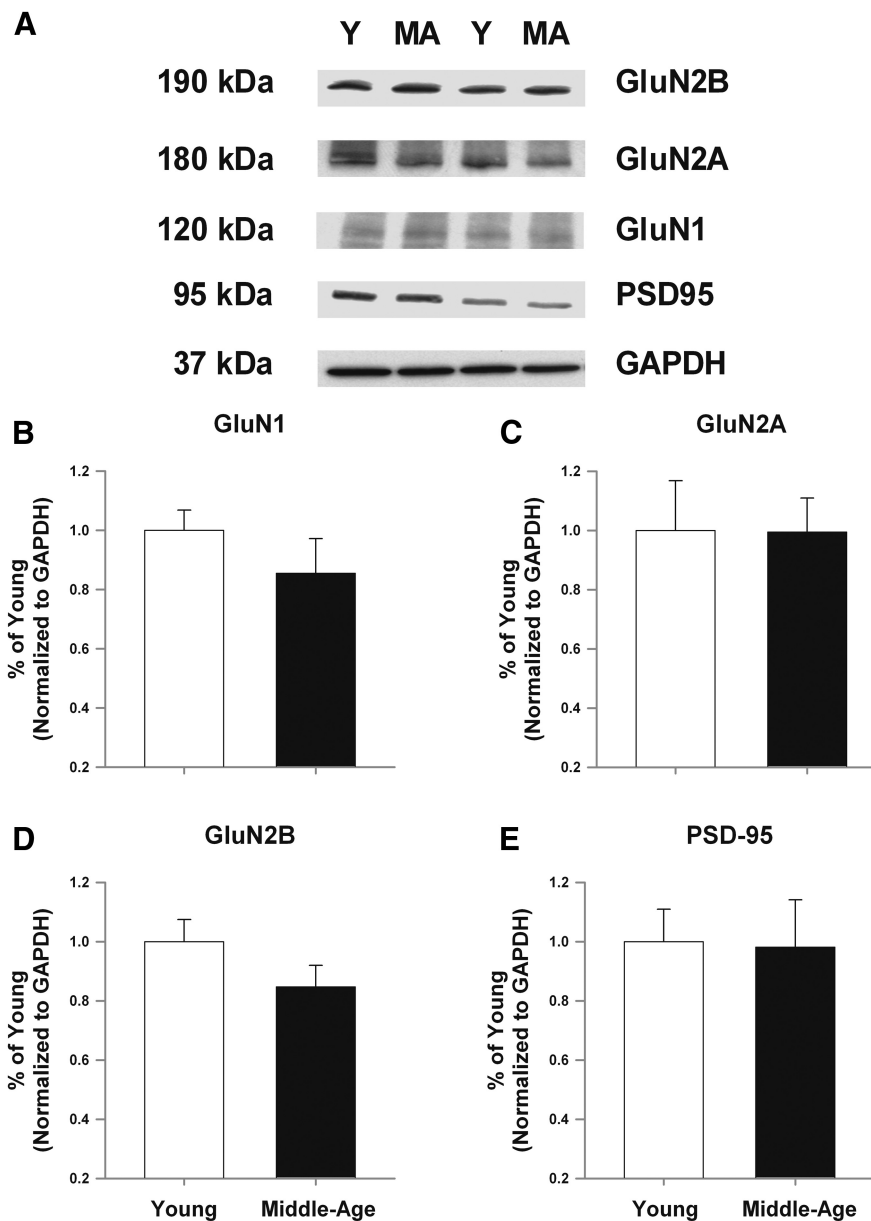 A
Y MA Y MA
190 kDa GluN2B
180 kDa GluN2A
120 kDa GluN1
95 kDa PSD95
37 kDa GAPDH
B
GluN1
% of Young
(Normalized to GAPDH)
1.2
1.0
0.8
0.6
0.4
0.2
C
GluN2A
% of Young
(Normalized to GAPDH)
1.2
1.0
0.8
0.6
0.4
0.2
D
GluN2B
% of Young
(Normalized to GAPDH)
1.2
1.0
0.8
0.6
0.4
0.2
Young Middle-Age
E
PSD-95
% of Young
(Normalized to GAPDH)
1.2
1.0
0.8
0.6
0.4
0.2
Young Middle-Age